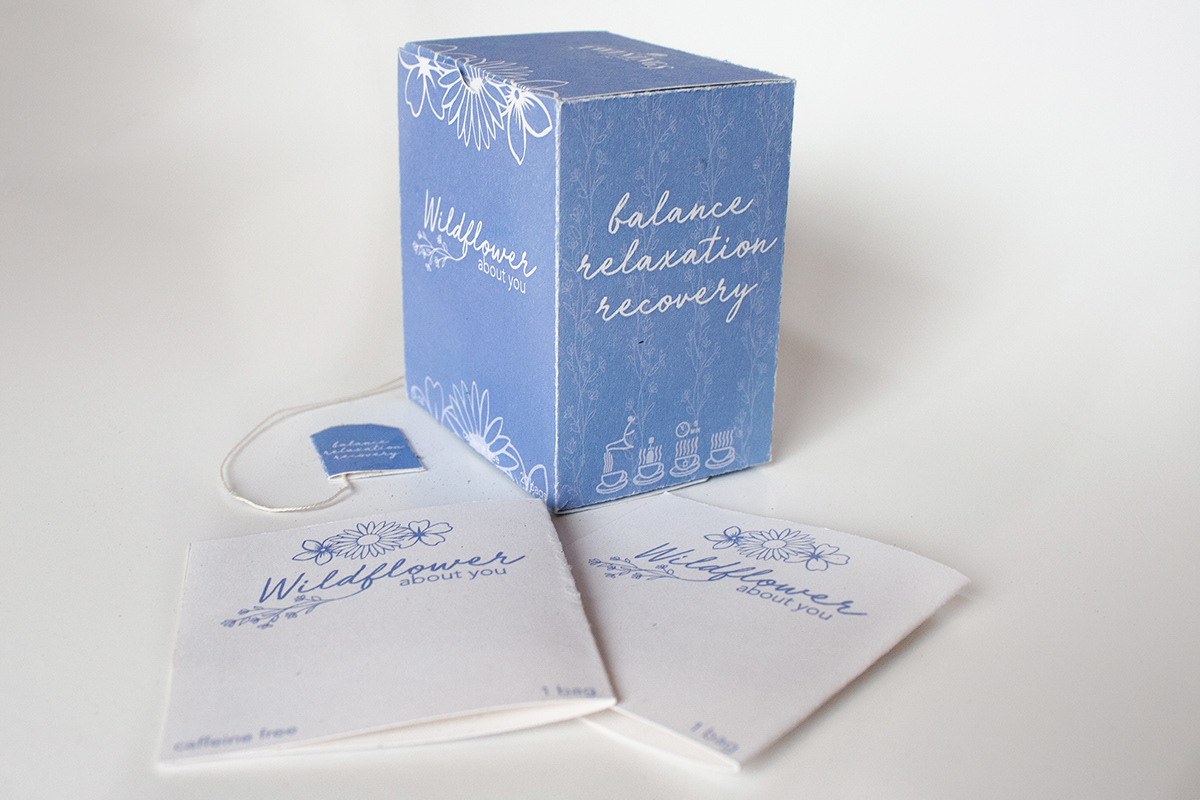 Wildflower
about you
balance
relaxation
recovery
balance
relaxation
recovery
Wildflower
about you
1 bag
caffeine free
Wildflower
about you
1 bag